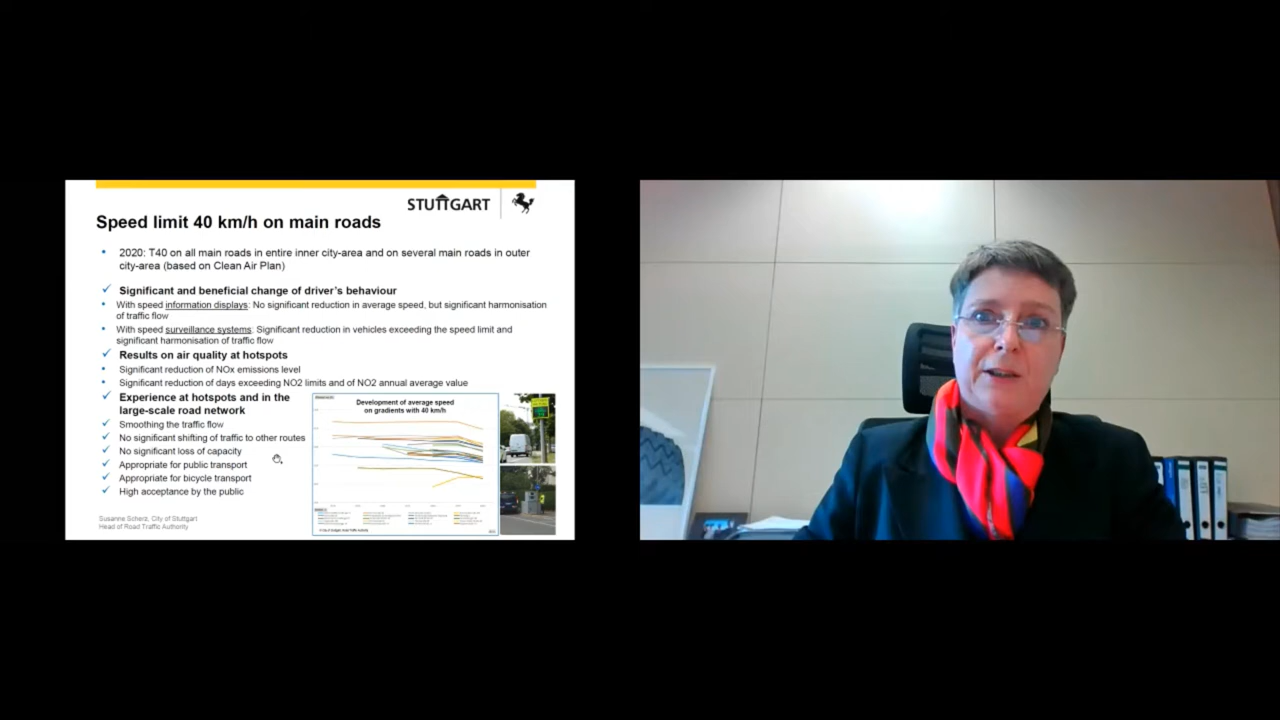 STUTTGART
Speed limit 40 km/h on main roads
• 2020: T40 on all main roads in entire inner city-area and on several main roads in outer
city-area (based on Clean Air Plan)
✓ Significant and beneficial change of driver's behaviour
• With speed information displays: No significant reduction in average speed, but significant harmonisation
of traffic flow
• With speed surveillance systems: Significant reduction in vehicles exceeding the speed limit and
significant harmonisation of traffic flow
✓ Results on air quality at hotspots
• Significant reduction of NOx emissions level
• Significant reduction of days exceeding NO2 limits and of NO2 annual average value
✓ Experience at hotspots and in the
large-scale road network
✓ Smoothing the traffic flow
✓ No significant shifting of traffic to other routes
✓ No significant loss of capacity
✓ Appropriate for public transport
✓ Appropriate for bicycle transport
✓ High acceptance by the public
Development of average speed
on gradients with 40 km/h
Susanne Scherz, City of Stuttgart
Head of Road Traffic Authority